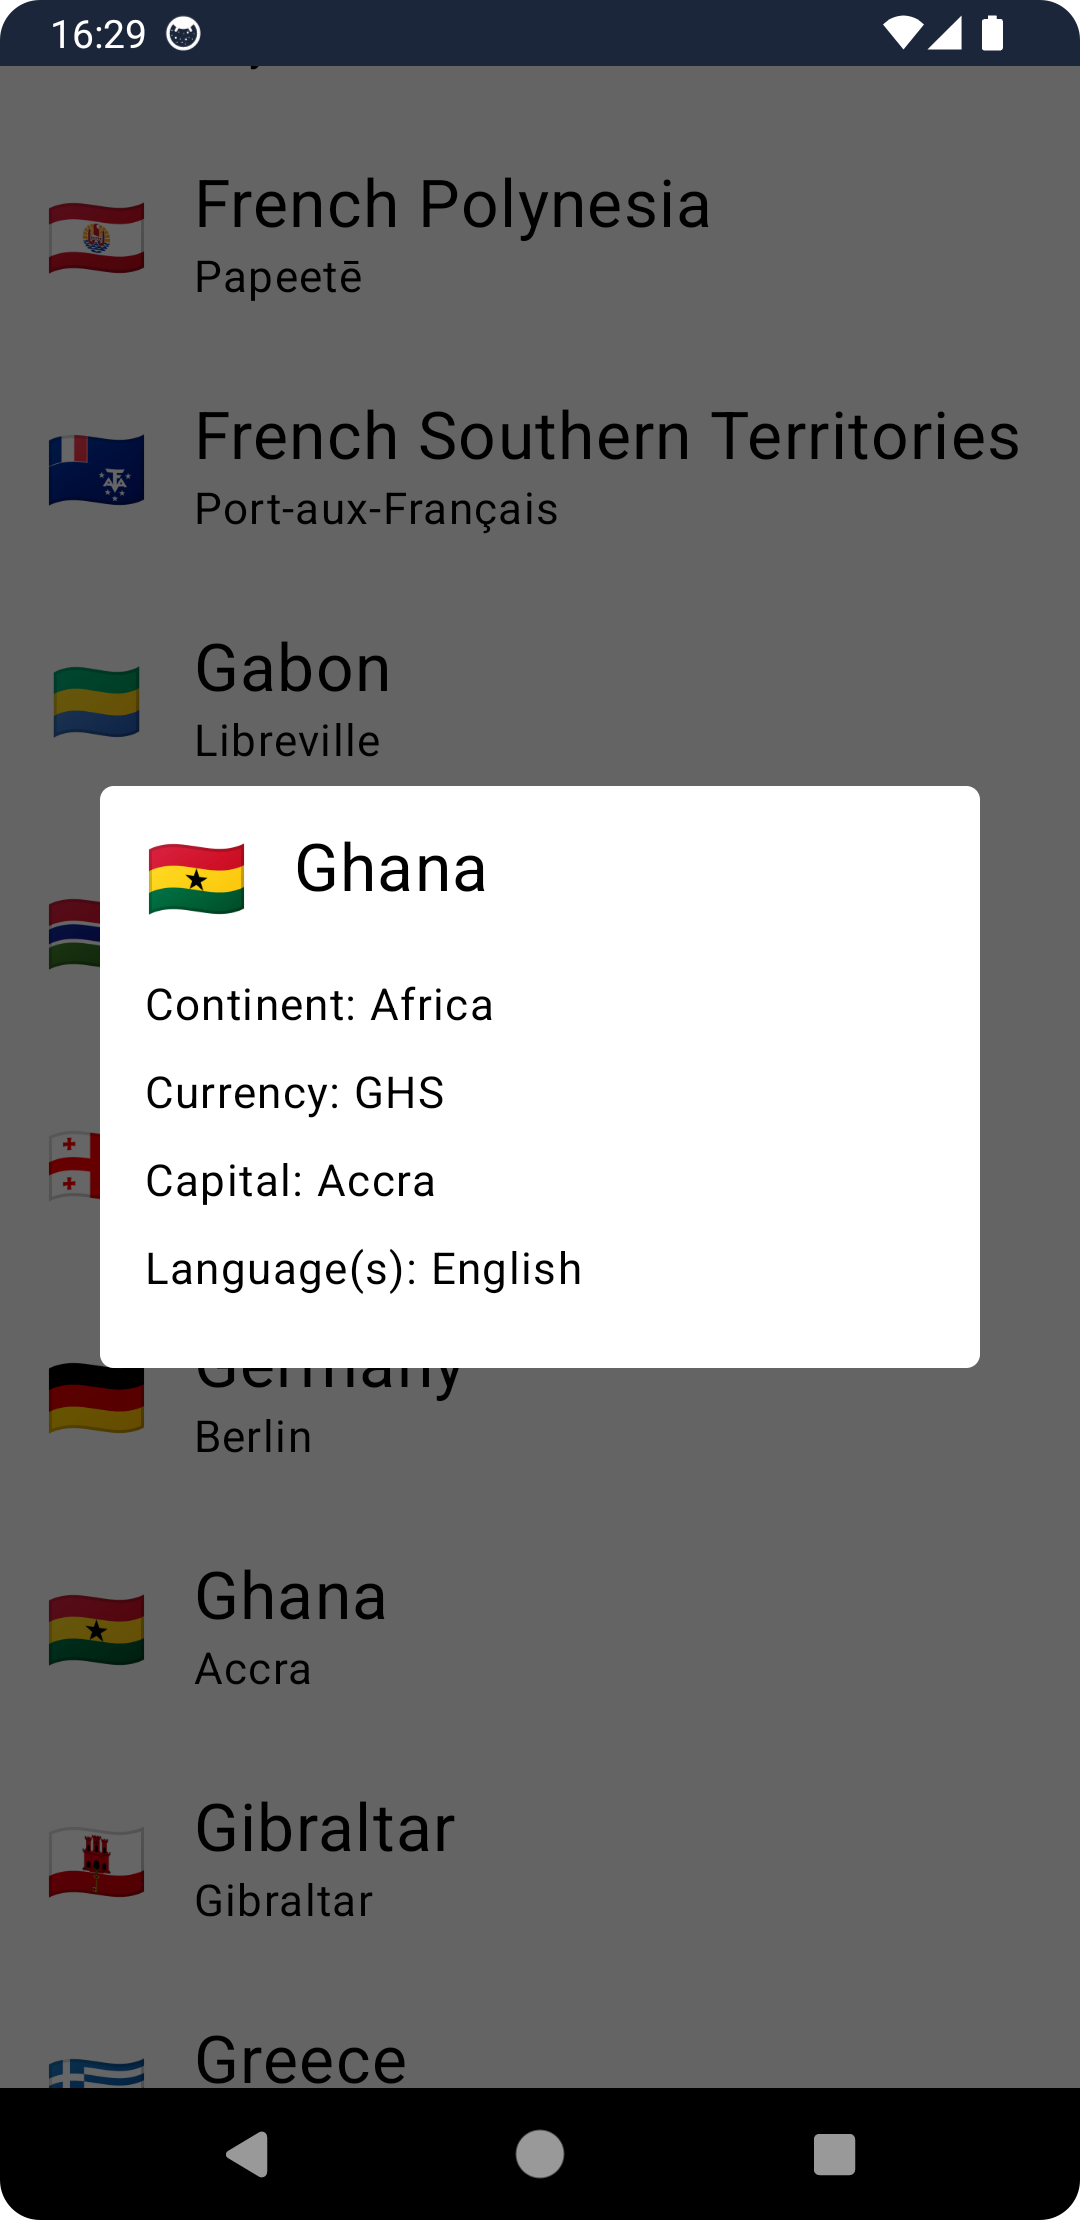 16:29
French Polynesia
Papeetē
French Southern Territories
Port-aux-Français
Gabon
Libreville
Ghana
Continent: Africa
Currency: GHS
Capital: Accra
Language(s): English
Germany
Berlin
Ghana
Accra
Gibraltar
Gibraltar
Greece